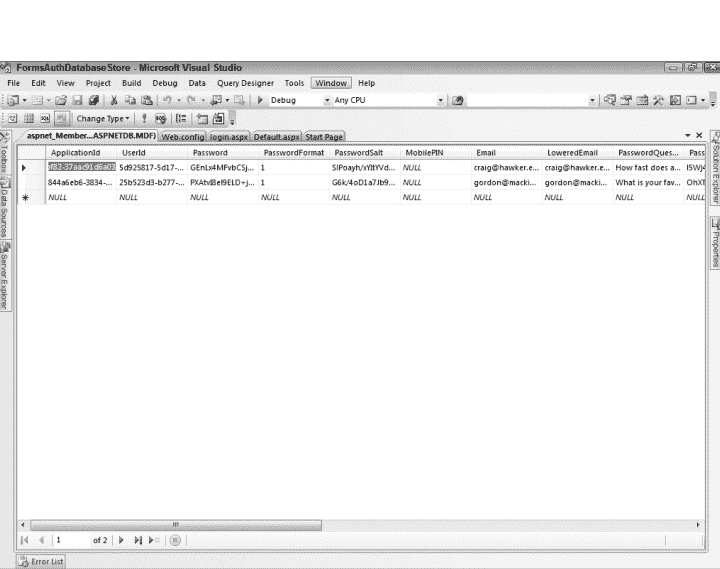 FormsAuthDatabaseStore - Microsoft Visual Studio
File Edit View Project Build Debug Data Query Designer Tools Window Help
Debug Any CPU
Change Type
aspnet_Member...ASPNETDB.MDF) Web.config login.aspx Default.aspx Start Page
ApplicationId UserId Password PasswordFormat PasswordSalt MobilePIN Email LoweredEmail PasswordQues... Pass
5d925817-5d17-... 1 NULL craig@hawker.e... craig@hawker.e... How fast does a...
844a6eb6-3834-... 25b523d3-b277-... 1 NULL gordon@macki... gordon@macki... What is your fav...
NULL NULL NULL NULL NULL NULL NULL NULL NULL NULL
1 of 2
Error List
Toolbox
Data Sources
Server Explorer
Solution Explorer
Properties